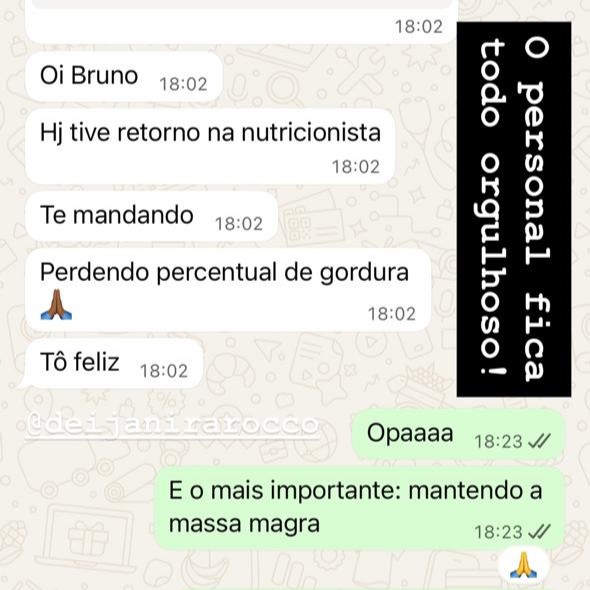 18:02
Oi Bruno 18:02
Hj tive retorno na nutricionista
18:02
Te mandando 18:02
Perdendo percentual de gordura
🙏🏾 18:02
Tô feliz 18:02
@deijanirarocco
Opaaaa 18:23
E o mais importante: mantendo a
massa magra 18:23
🙏
O personal fica
todo orgulhoso!